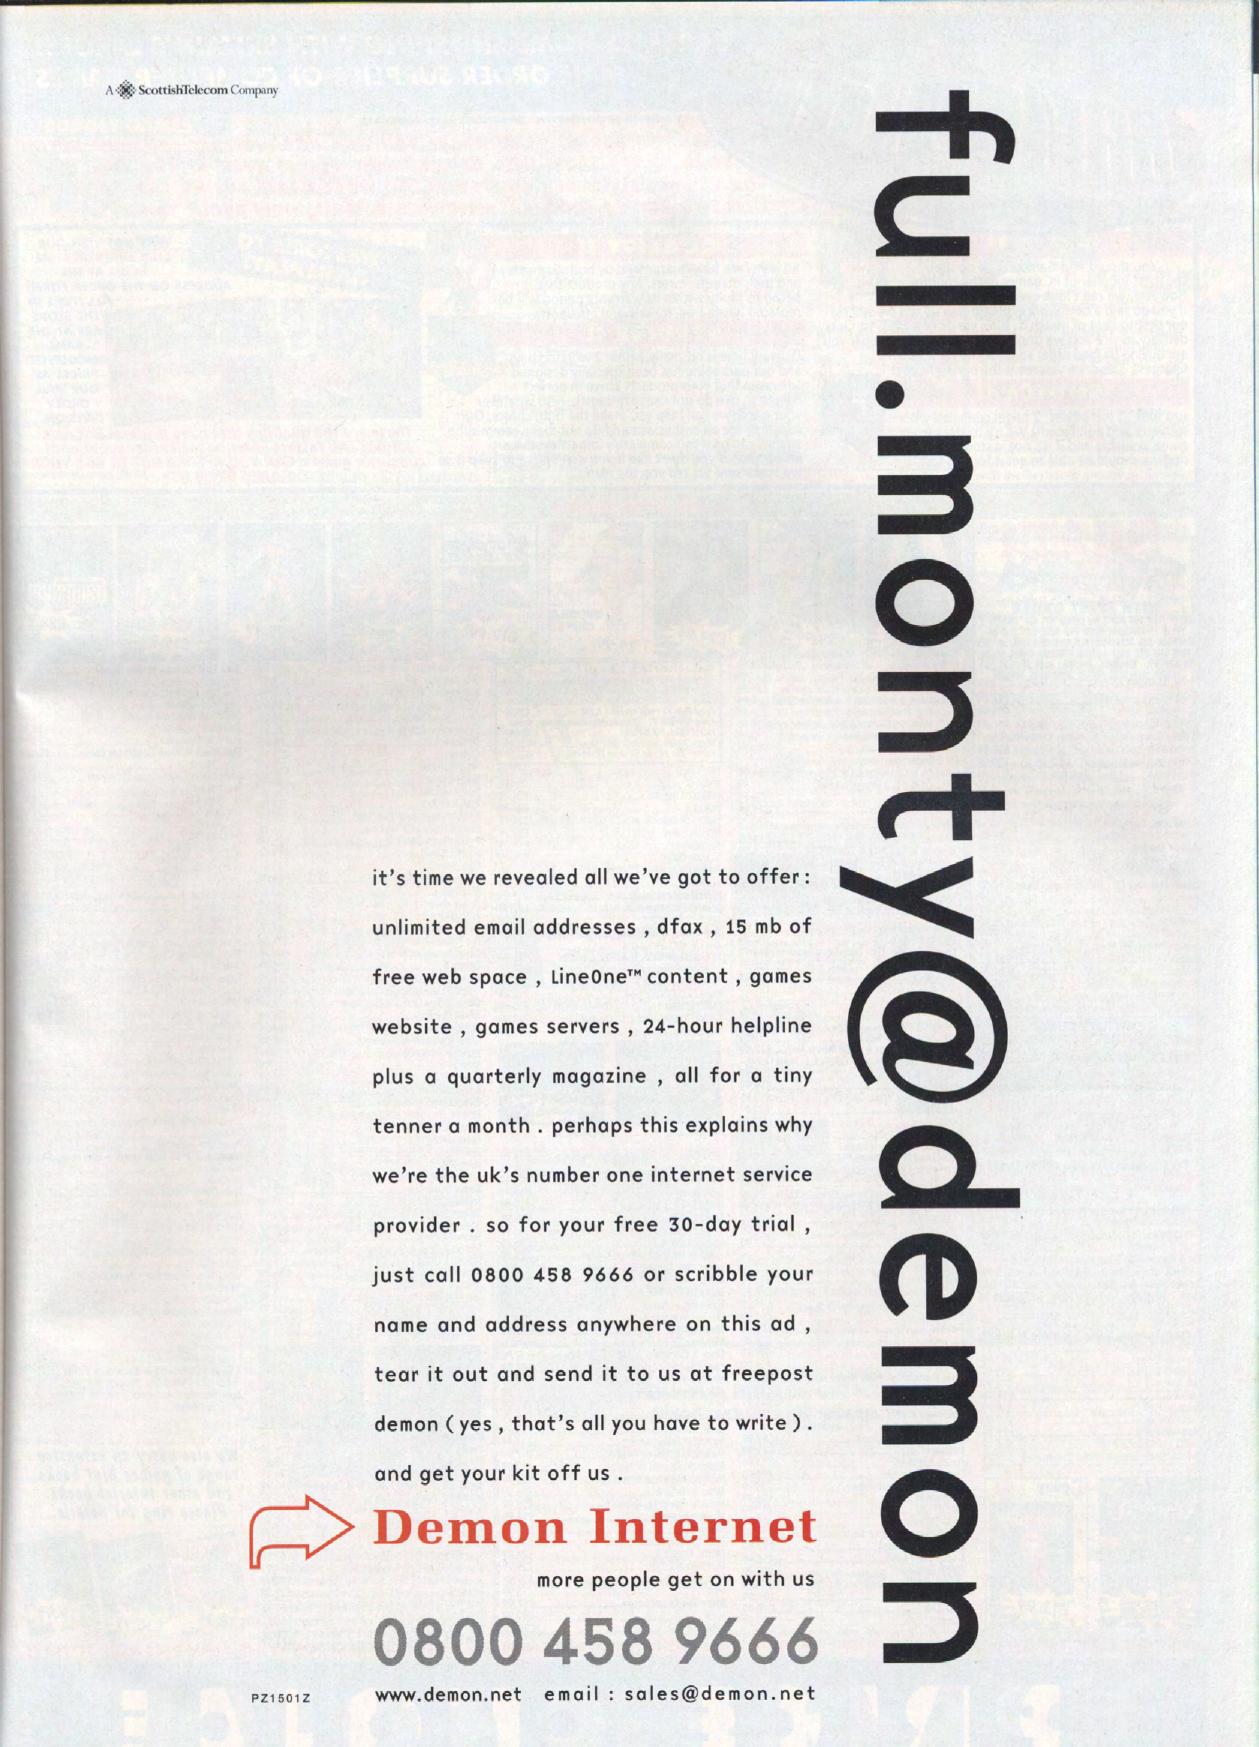 A ScottishTelecom Company
full.monty@demon
it's time we revealed all we've got to offer :
unlimited email addresses , dfax , 15 mb of
free web space , LineOne™ content , games
website , games servers , 24-hour helpline
plus a quarterly magazine , all for a tiny
tenner a month . perhaps this explains why
we're the uk's number one internet service
provider . so for your free 30-day trial ,
just call 0800 458 9666 or scribble your
name and address anywhere on this ad ,
tear it out and send it to us at freepost
demon ( yes , that's all you have to write ) .
and get your kit off us .
Demon Internet
more people get on with us
0800 458 9666
PZ1501Z
www.demon.net email : sales@demon.net